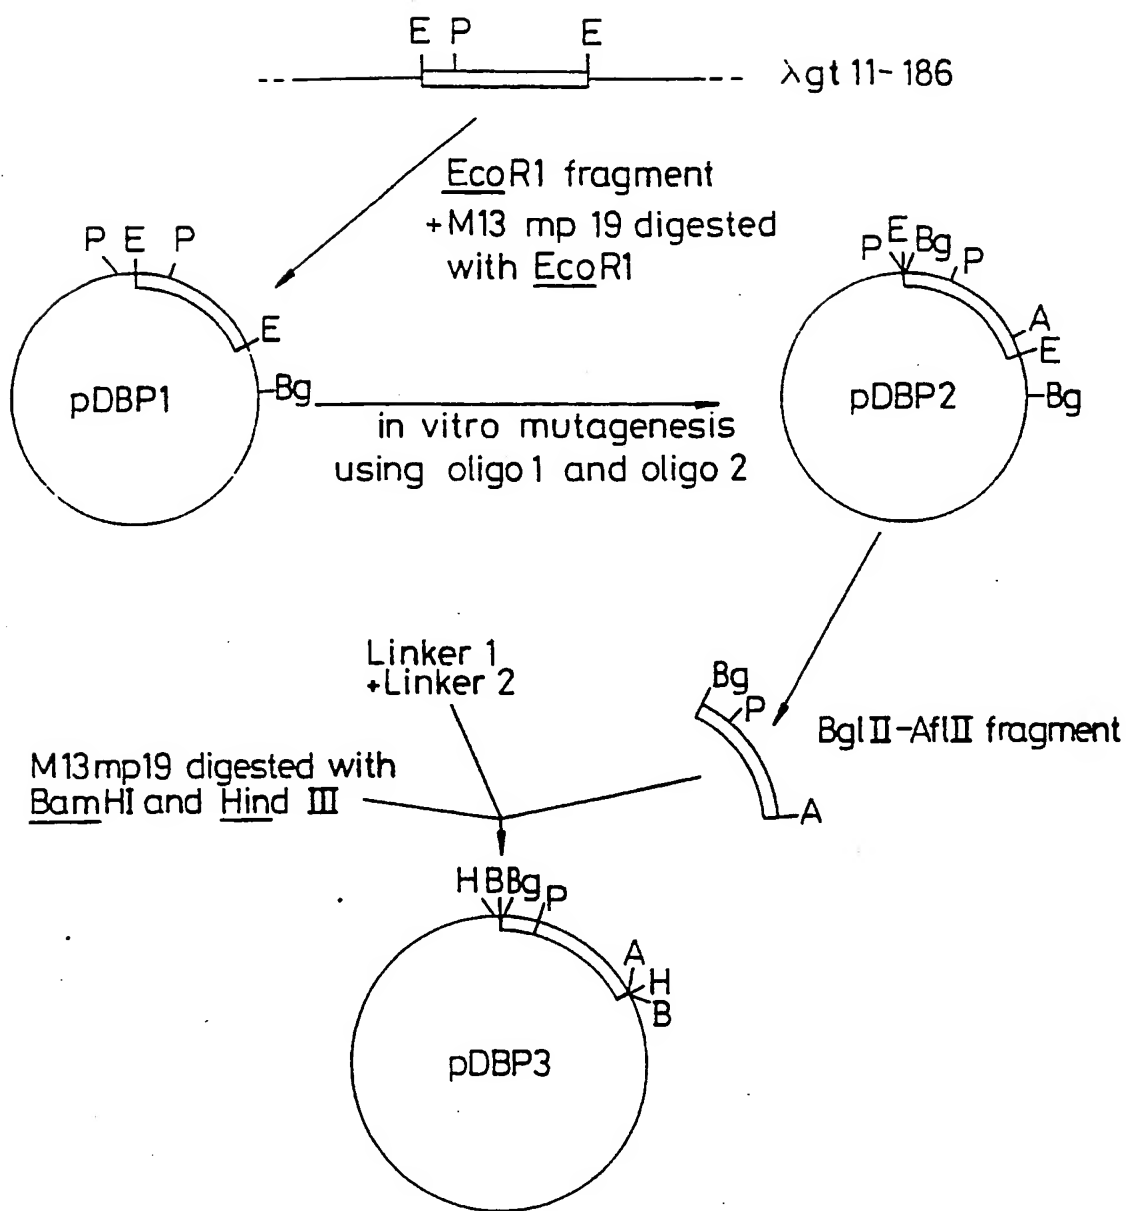 E P E
λgt 11-186
EcoR1 fragment
+M13 mp 19 digested
with EcoR1
P E P
E
Bg
pDBP1
in vitro mutagenesis
using oligo 1 and oligo 2
P E Bg P
A
E
Bg
pDBP2
Linker 1
+Linker 2
Bg
P
A
BglII-AflII fragment
M13mp19 digested with
BamHI and Hind III
H B Bg P
A
H
B
pDBP3